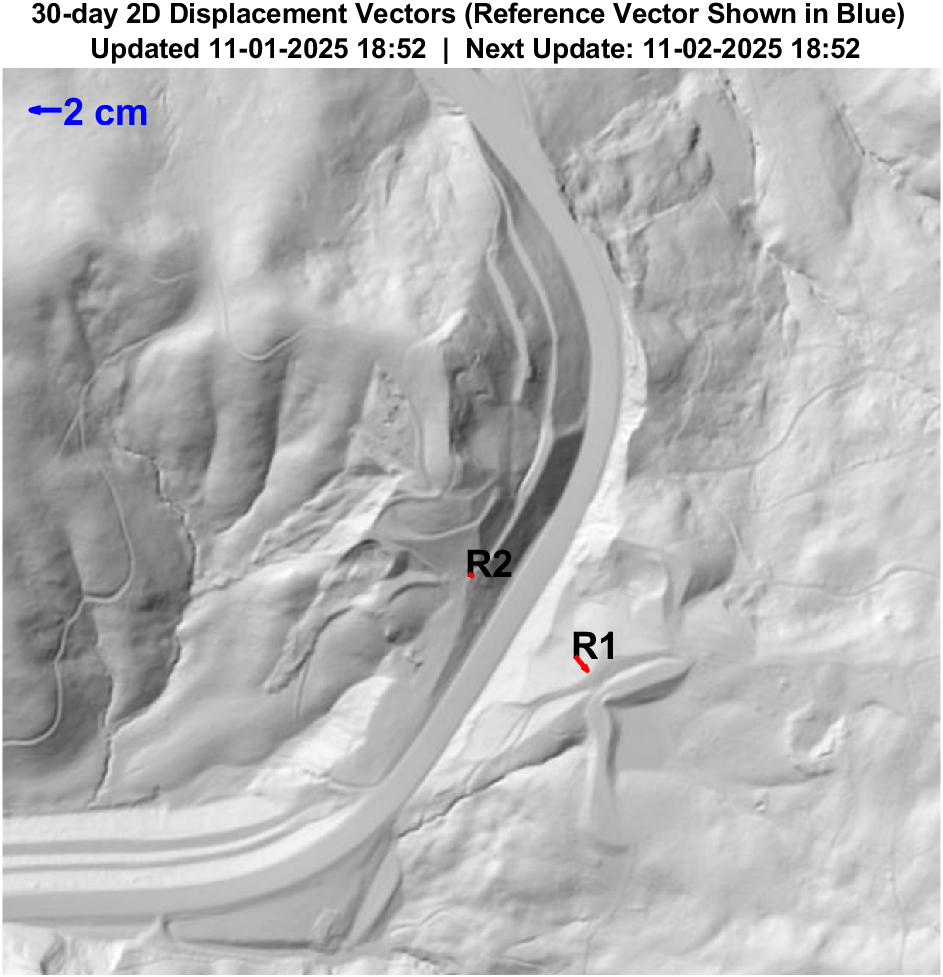 30-day 2D Displacement Vectors (Reference Vector Shown in Blue)
Updated 11-01-2025 18:52 | Next Update: 11-02-2025 18:52
2 cm
R2
R1